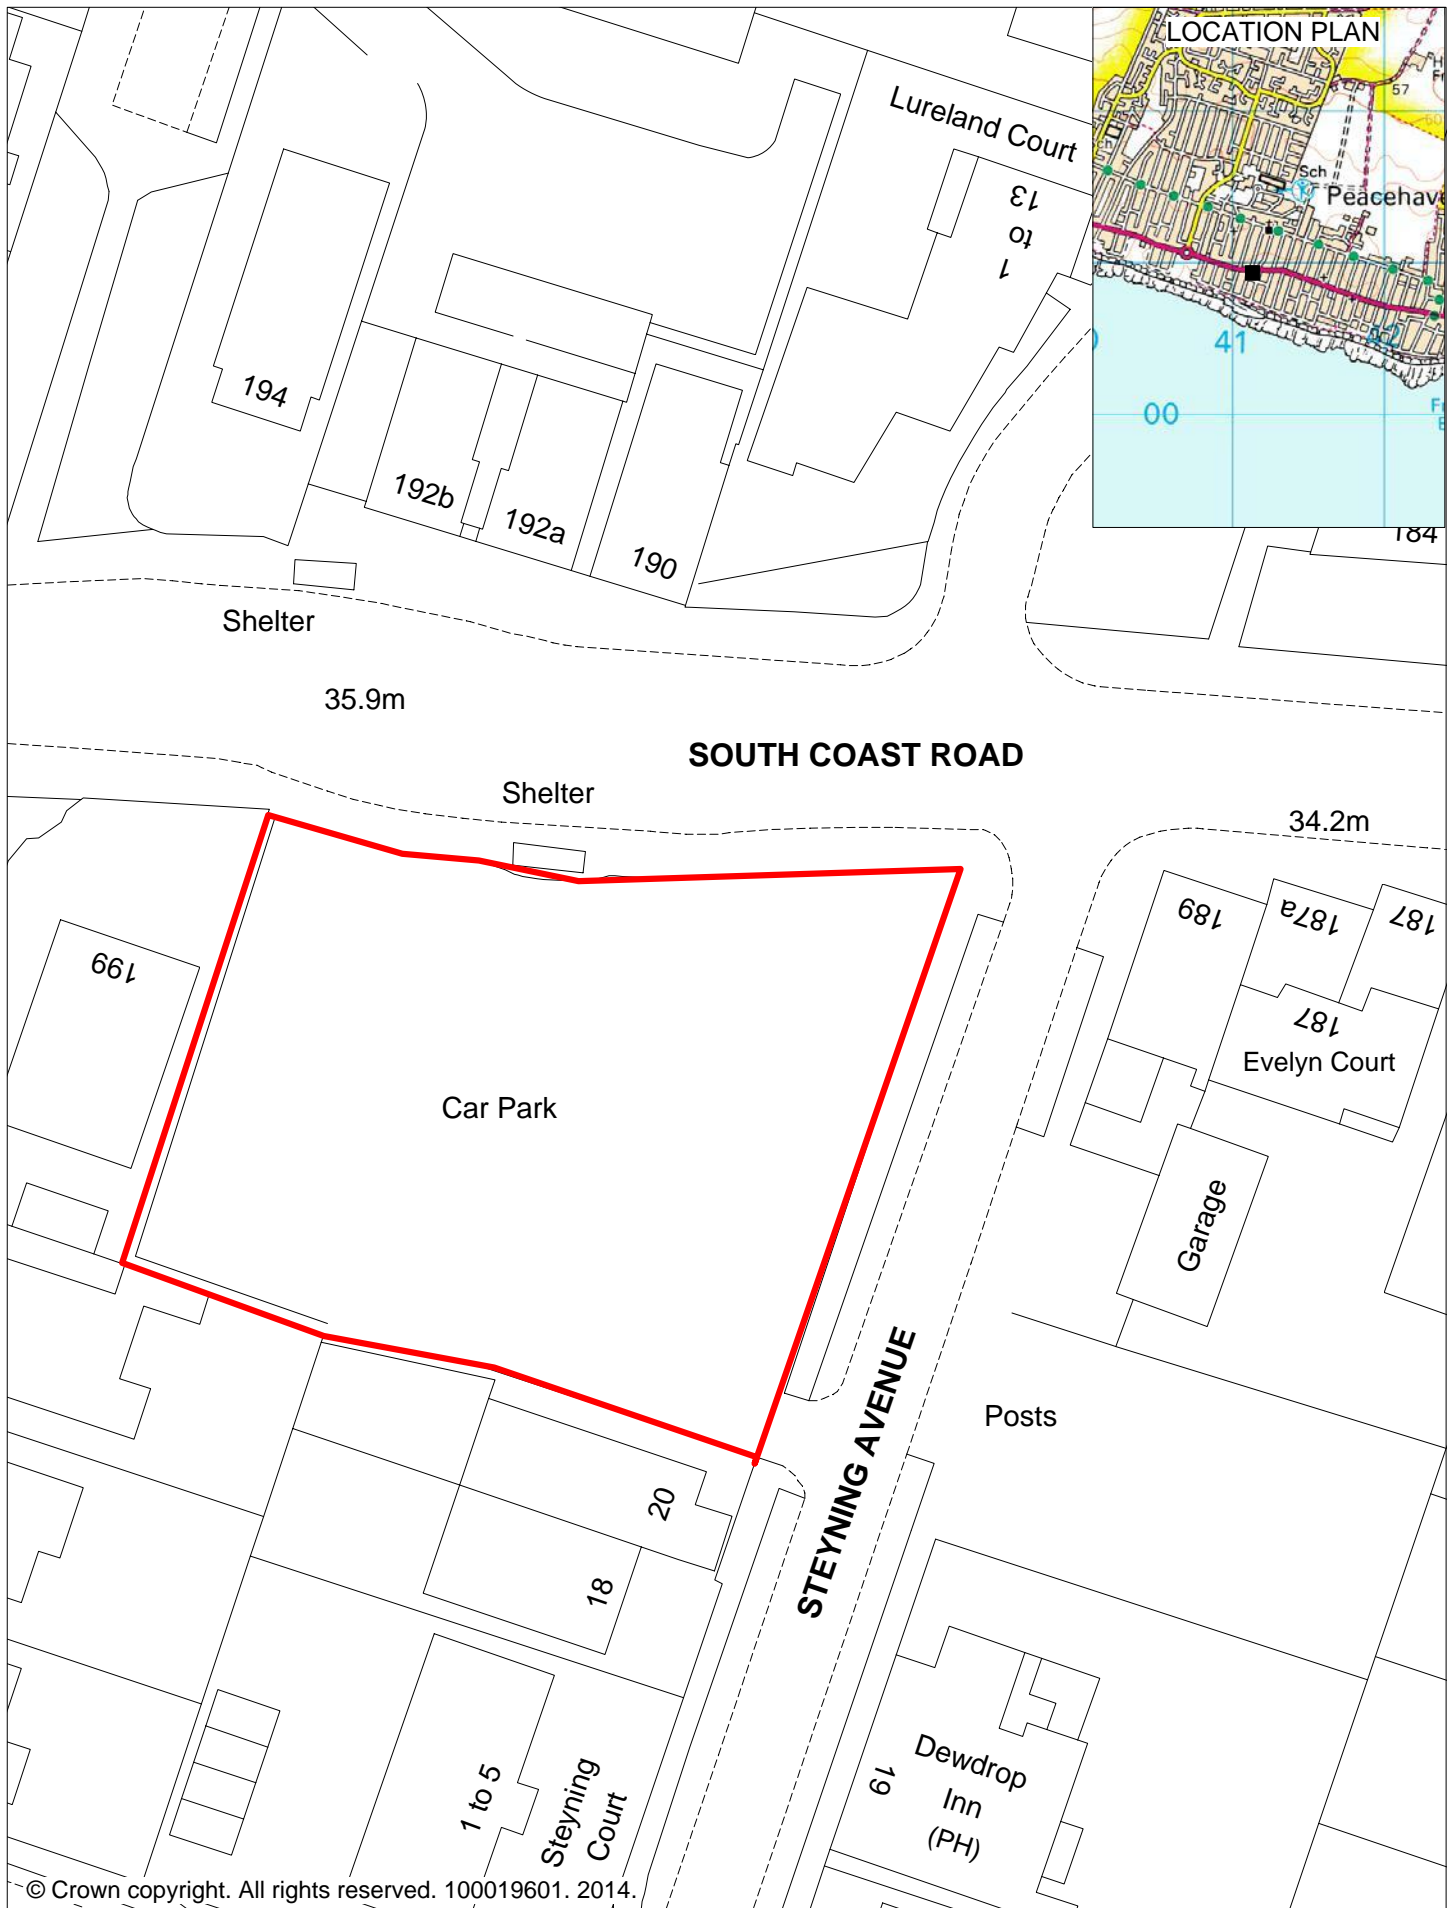 LOCATION PLAN
57
Sch
Peacehave
41
42
00
Lureland Court
1
to
13
194
192b
192a
190
184
Shelter
35.9m
SOUTH COAST ROAD
Shelter
34.2m
199
189
187a
187
187
Evelyn Court
Car Park
Garage
STEYNING AVENUE
Posts
20
18
1 to 5
Steyning
Court
19
Dewdrop
Inn
(PH)
© Crown copyright. All rights reserved. 100019601. 2014.